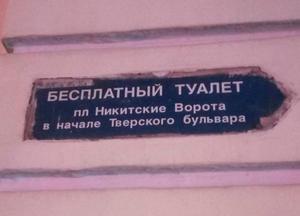 БЕСПЛАТНЫЙ ТУАЛЕТ
пл Никитские Ворота
в начале Тверского бульвара